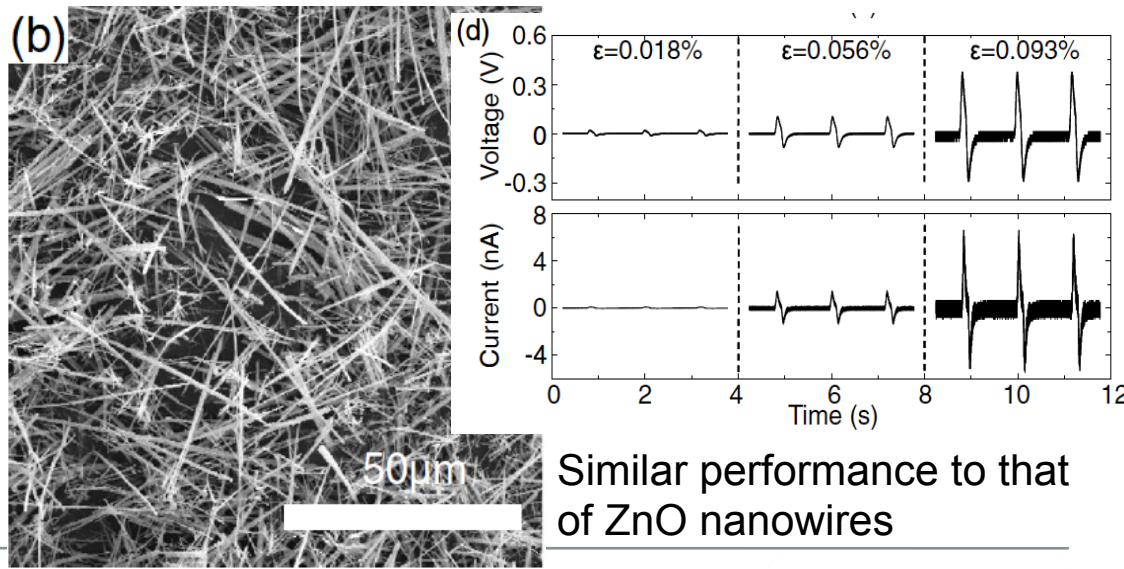 (b)
50μm
(d)
ε=0.018%
ε=0.056%
ε=0.093%
Voltage (V)
0.6
0.3
0
-0.3
Current (nA)
8
4
0
-4
0
2
4
6
8
10
12
Time (s)
Similar performance to that
of ZnO nanowires